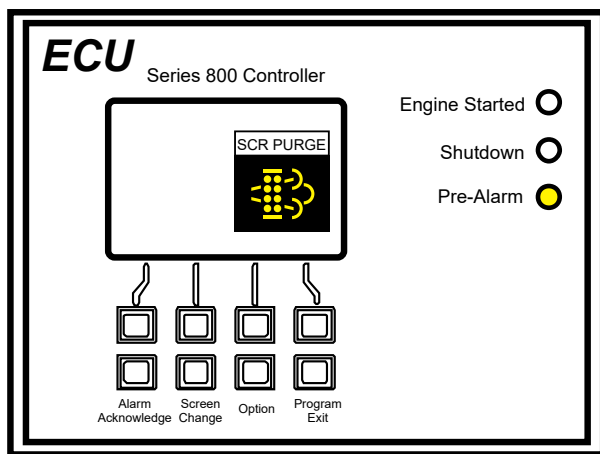 ECU
Series 800 Controller
SCR PURGE
Engine Started
Shutdown
Pre-Alarm
Alarm
Acknowledge
Screen
Change
Option
Program
Exit